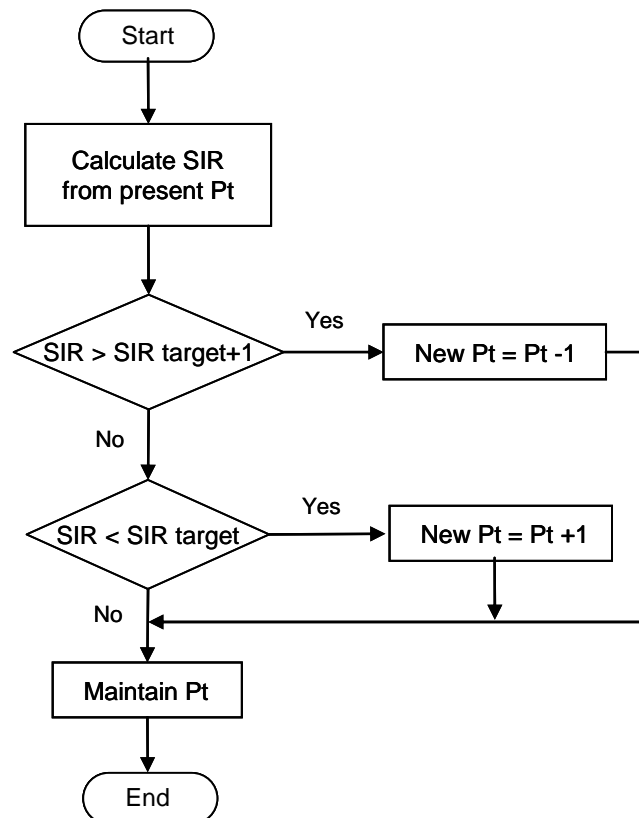 Start
Calculate SIR
from present Pt
SIR > SIR target+1
Yes
New Pt = Pt -1
No
SIR < SIR target
Yes
New Pt = Pt +1
No
Maintain Pt
End